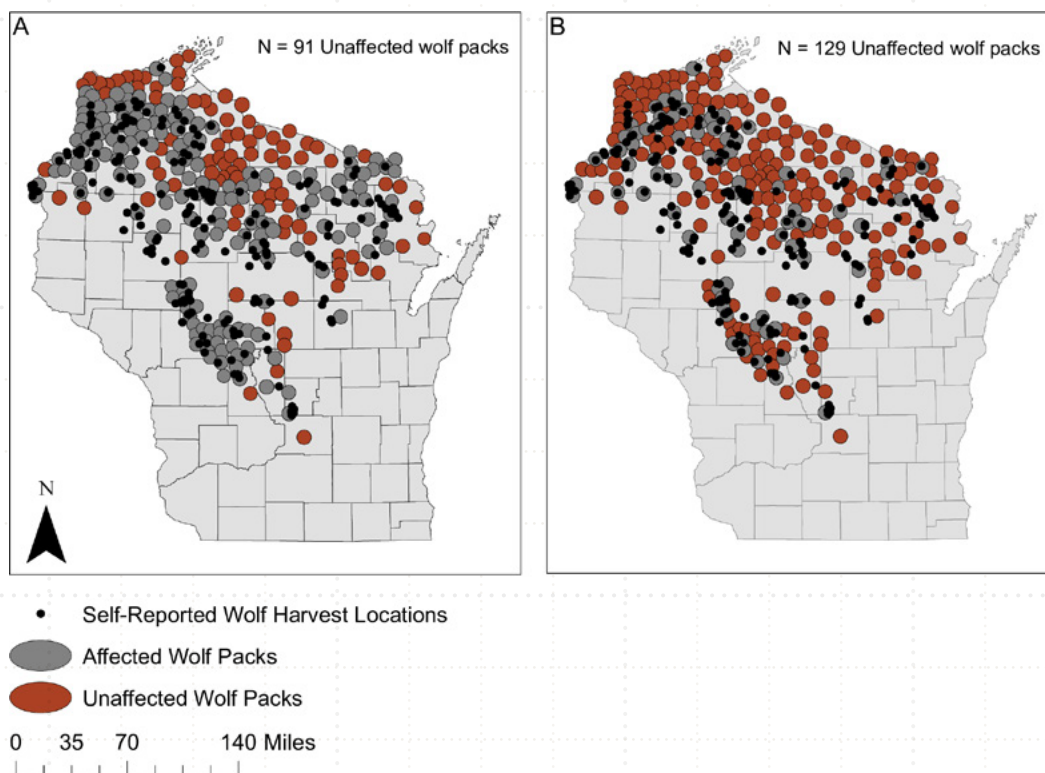 A
N = 91 Unaffected wolf packs
B
N = 129 Unaffected wolf packs
N
Self-Reported Wolf Harvest Locations
Affected Wolf Packs
Unaffected Wolf Packs
0 35 70 140 Miles